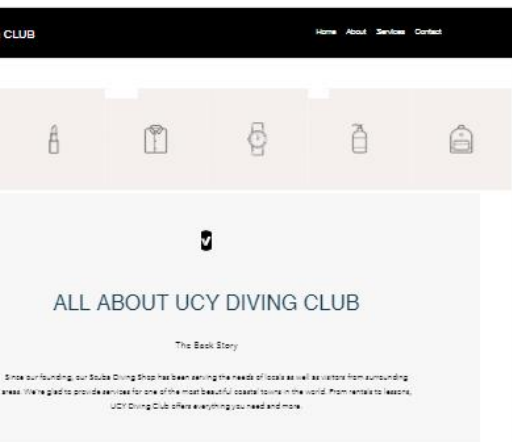 CLUB
Home About Services Contact
ALL ABOUT UCY DIVING CLUB
The Back Story
Since our founding, our Scuba Diving Shop has been serving the needs of locals as well as visitors from surrounding
areas. We're glad to provide services for one of the most beautiful coastal towns in the world. From rentals to lessons,
UCY Diving Club offers everything you need and more.